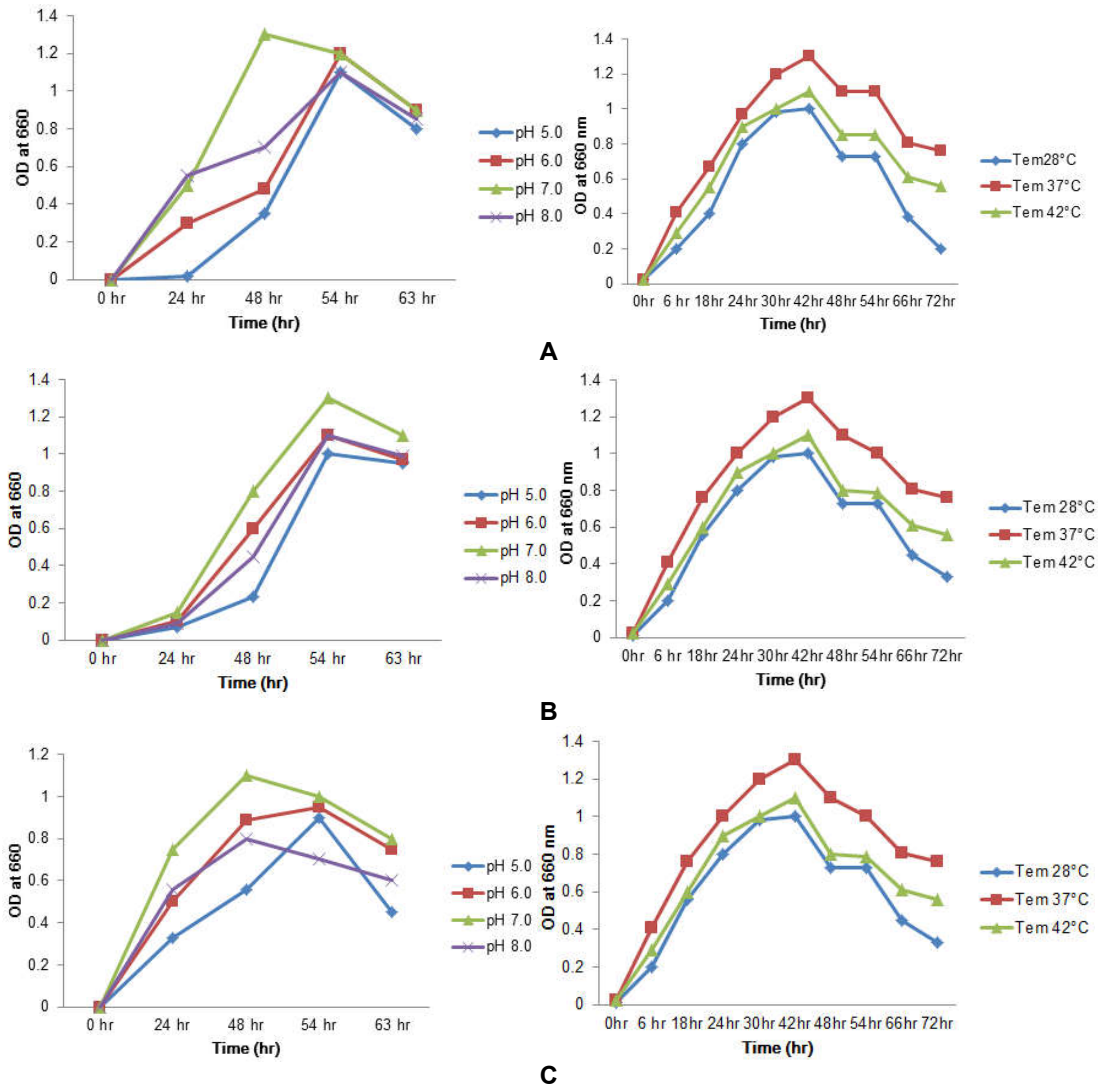 1.4
1.2
1
0.8
0.6
0.4
0.2
0
OD at 660
0 hr 24 hr 48 hr 54 hr 63 hr
Time (hr)
pH 5.0
pH 6.0
pH 7.0
pH 8.0
1.4
1.2
1
0.8
0.6
0.4
0.2
0
OD at 660 nm
0hr 6 hr 18hr 24hr 30hr 42hr 48hr 54hr 66hr 72hr
Time (hr)
Tem28°C
Tem 37°C
Tem 42°C
A
1.4
1.2
1
0.8
0.6
0.4
0.2
0
OD at 660
0 hr 24 hr 48 hr 54 hr 63 hr
Time (hr)
pH 5.0
pH 6.0
pH 7.0
pH 8.0
1.4
1.2
1
0.8
0.6
0.4
0.2
0
OD at 660 nm
0hr 6 hr 18hr 24hr 30hr 42hr 48hr 54hr 66hr 72hr
Time (hr)
Tem 28°C
Tem 37°C
Tem 42°C
B
1.2
1
0.8
0.6
0.4
0.2
0
OD at 660
0 hr 24 hr 48 hr 54 hr 63 hr
Time (hr)
pH 5.0
pH 6.0
pH 7.0
pH 8.0
1.4
1.2
1
0.8
0.6
0.4
0.2
0
OD at 660 nm
0hr 6 hr 18hr 24hr 30hr 42hr 48hr 54hr 66hr 72hr
Time (hr)
Tem 28°C
Tem 37°C
Tem 42°C
C